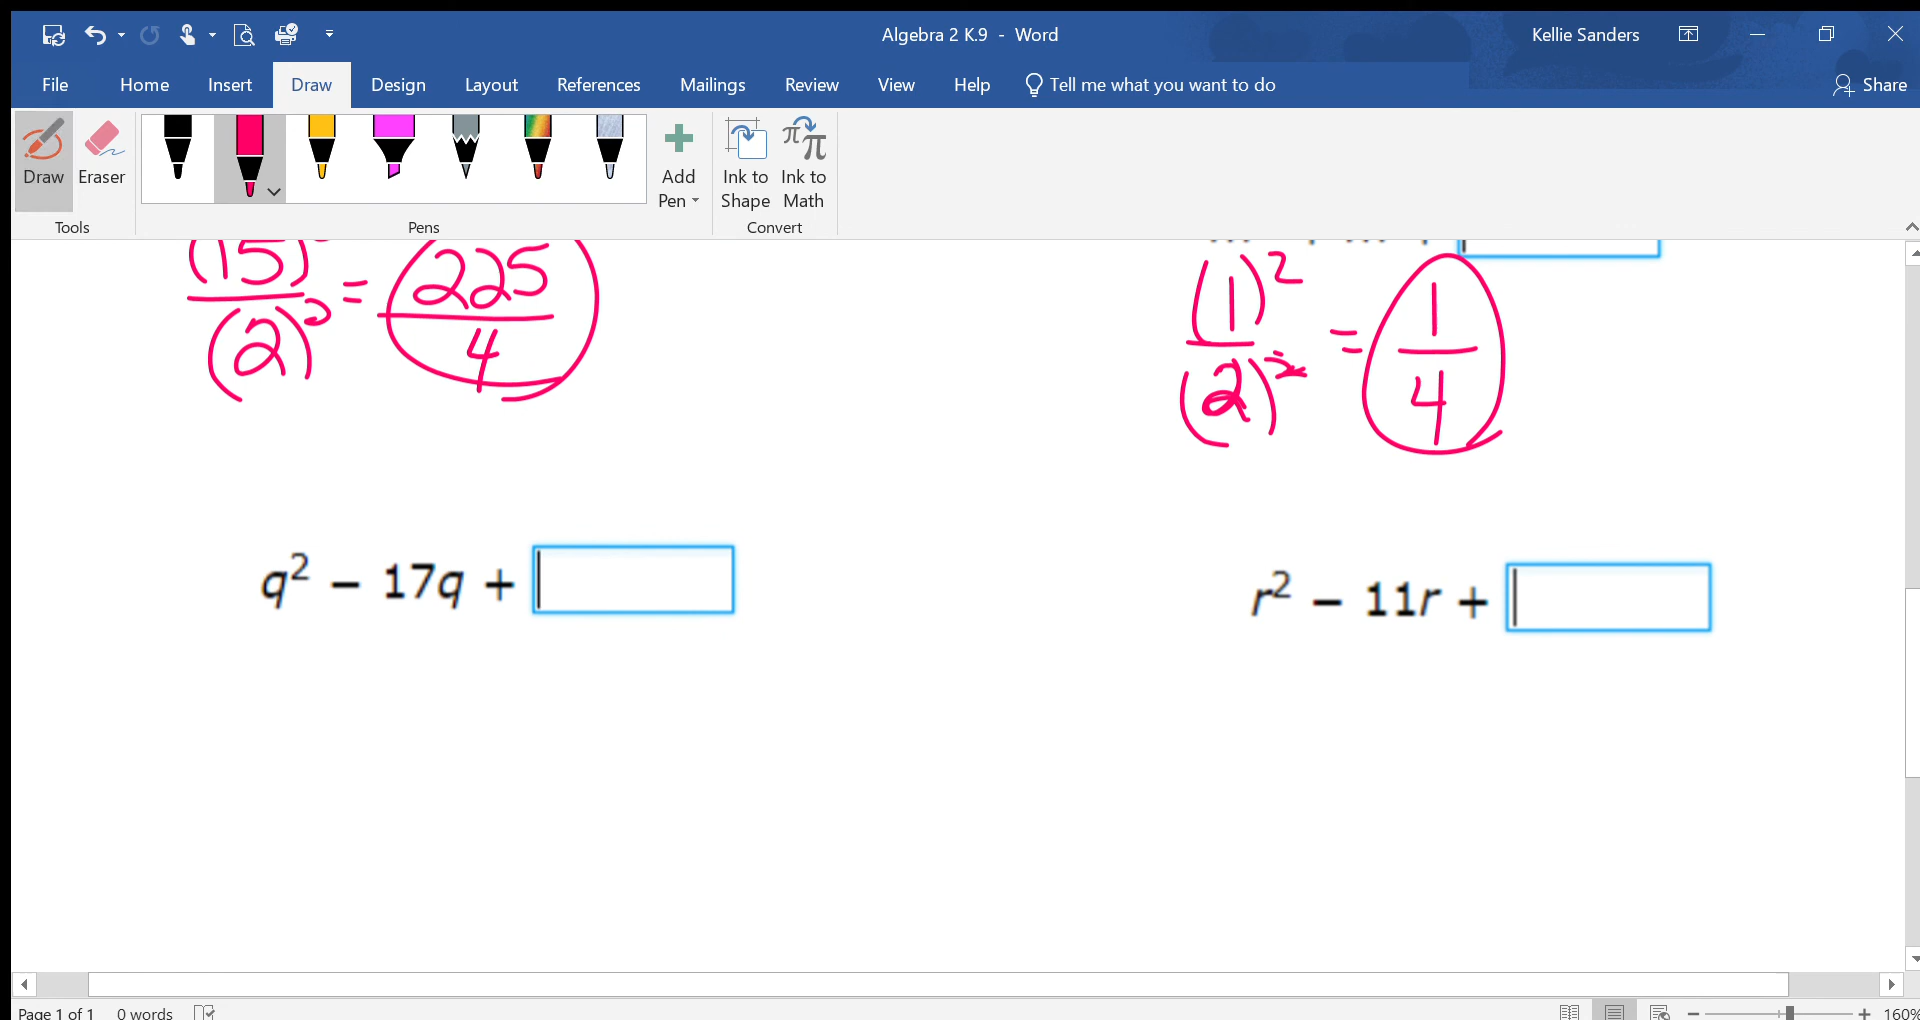 Algebra 2 K.9 - Word
Kellie Sanders
File Home Insert Draw Design Layout References Mailings Review View Help Tell me what you want to do
Share
Draw Eraser
Add Pen
Ink to Shape
Ink to Math
Tools Pens Convert
(15)
(2)² = 225/4
(1)²
(2)² = 1/4
q² − 17q +
r² − 11r +
Page 1 of 1 0 words
160%